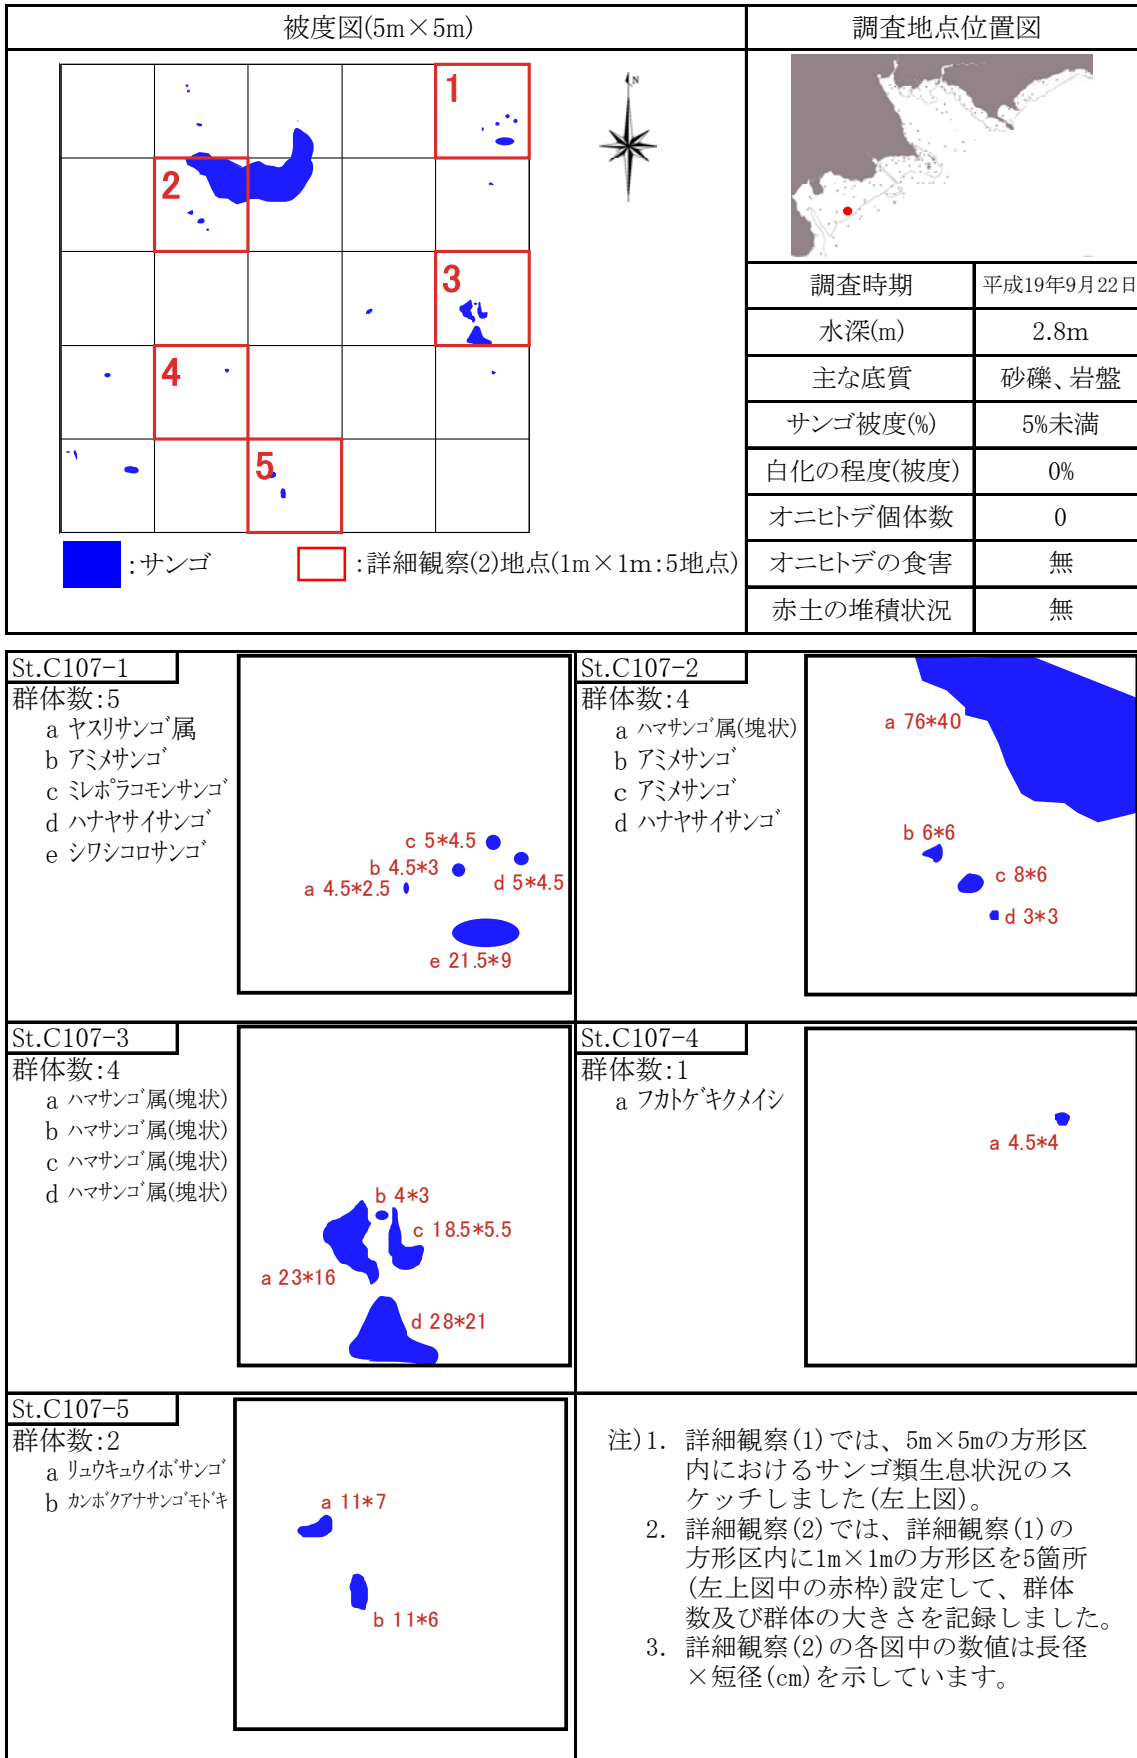 被度図(5m×5m)
調査地点位置図
1
2
3
4
5
N
:サンゴ
:詳細観察(2)地点(1m×1m:5地点)
調査時期 平成19年9月22日
水深(m) 2.8m
主な底質 砂礫、岩盤
サンゴ被度(%) 5%未満
白化の程度(被度) 0%
オニヒトデ個体数 0
オニヒトデの食害 無
赤土の堆積状況 無
St.C107-1
群体数:5
a ヤスリサンゴ属
b アミメサンゴ
c ミレポラコモンサンゴ
d ハナヤサイサンゴ
e シワシコロサンゴ
c 5*4.5
b 4.5*3
a 4.5*2.5
d 5*4.5
e 21.5*9
St.C107-2
群体数:4
a ハマサンゴ属(塊状)
b アミメサンゴ
c アミメサンゴ
d ハナヤサイサンゴ
a 76*40
b 6*6
c 8*6
d 3*3
St.C107-3
群体数:4
a ハマサンゴ属(塊状)
b ハマサンゴ属(塊状)
c ハマサンゴ属(塊状)
d ハマサンゴ属(塊状)
b 4*3
c 18.5*5.5
a 23*16
d 28*21
St.C107-4
群体数:1
a フカトゲキクメイシ
a 4.5*4
St.C107-5
群体数:2
a リュウキュウイボサンゴ
b カンボクアナサンゴモドキ
a 11*7
b 11*6
注)1. 詳細観察(1)では、5m×5mの方形区
内におけるサンゴ類生息状況のス
ケッチしました(左上図)。
2. 詳細観察(2)では、詳細観察(1)の
方形区内に1m×1mの方形区を5箇所
(左上図中の赤枠)設定して、群体
数及び群体の大きさを記録しました。
3. 詳細観察(2)の各図中の数値は長径
×短径(cm)を示しています。